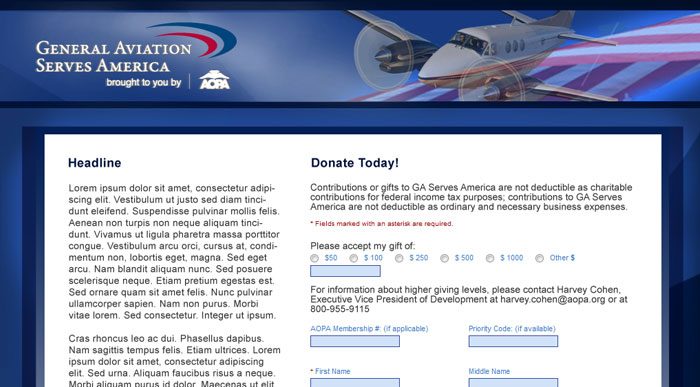 GENERAL AVIATION
SERVES AMERICA
brought to you by AOPA
Headline
Lorem ipsum dolor sit amet, consectetur adipi-
scing elit. Vestibulum ut justo sed diam tinci-
dunt eleifend. Suspendisse pulvinar mollis felis.
Aenean non turpis non neque aliquam tinci-
dunt. Vivamus ut ligula pharetra massa porttitor
congue. Vestibulum arcu orci, cursus at, condi-
mentum non, lobortis eget, magna. Sed eget
arcu. Nam blandit aliquam nunc. Sed posuere
scelerisque neque. Etiam pretium egestas est.
Sed ornare quam sit amet felis. Nunc pulvinar
ullamcorper sapien. Nam non purus. Morbi
vitae lorem. Sed consectetur. Integer ut ipsum.
Cras rhoncus leo ac dui. Phasellus dapibus.
Nam sagittis tempus felis. Etiam ultrices. Lorem
ipsum dolor sit amet, consectetur adipiscing
elit. Sed urna. Aliquam faucibus risus a neque.
Morbi aliquam purus id dolor. Vivamus ut elit.
Donate Today!
Contributions or gifts to GA Serves America are not deductible as charitable
contributions for federal income tax purposes; contributions to GA Serves
America are not deductible as ordinary and necessary business expenses.
* Fields marked with an asterisk are required.
Please accept my gift of:
$50 $ 100 $ 250 $ 500 $ 1000 Other $
For information about higher giving levels, please contact Harvey Cohen,
Executive Vice President of Development at harvey.cohen@aopa.org or at
800-955-9115
AOPA Membership #: (if applicable) Priority Code: (if available)
* First Name Middle Name